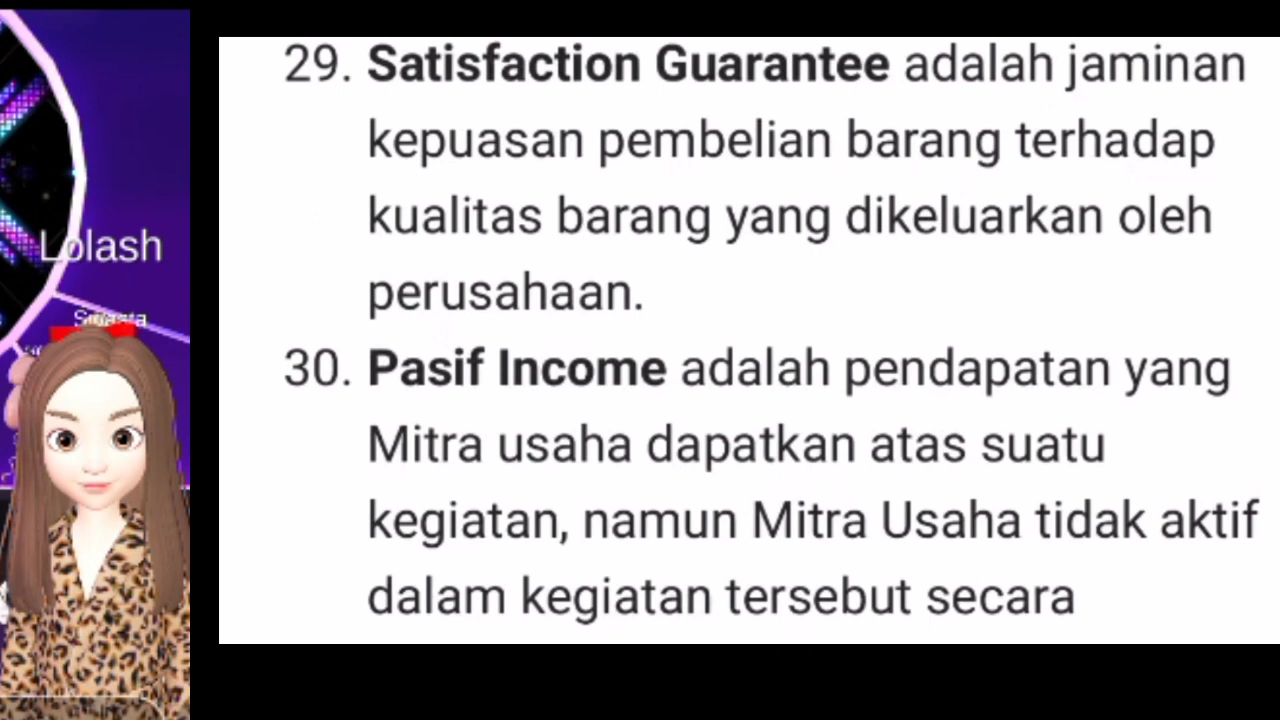 29. Satisfaction Guarantee adalah jaminan
kepuasan pembelian barang terhadap
kualitas barang yang dikeluarkan oleh
perusahaan.
30. Pasif Income adalah pendapatan yang
Mitra usaha dapatkan atas suatu
kegiatan, namun Mitra Usaha tidak aktif
dalam kegiatan tersebut secara
Lolash